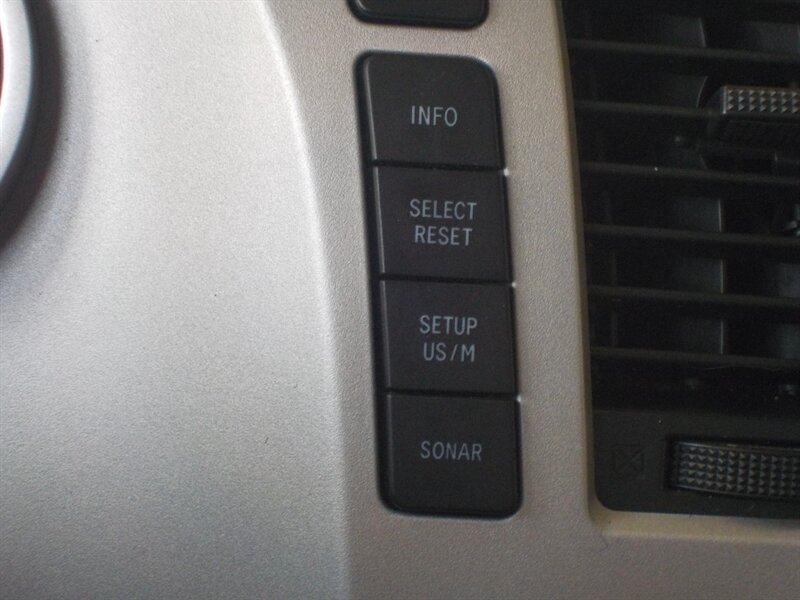 INFO
SELECT
RESET
SETUP
US/M
SONAR